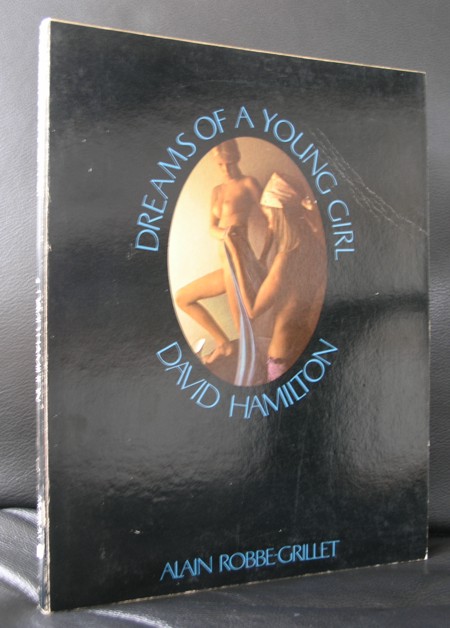 DREAMS OF A YOUNG GIRL
DAVID HAMILTON
ALAIN ROBBE-GRILLET